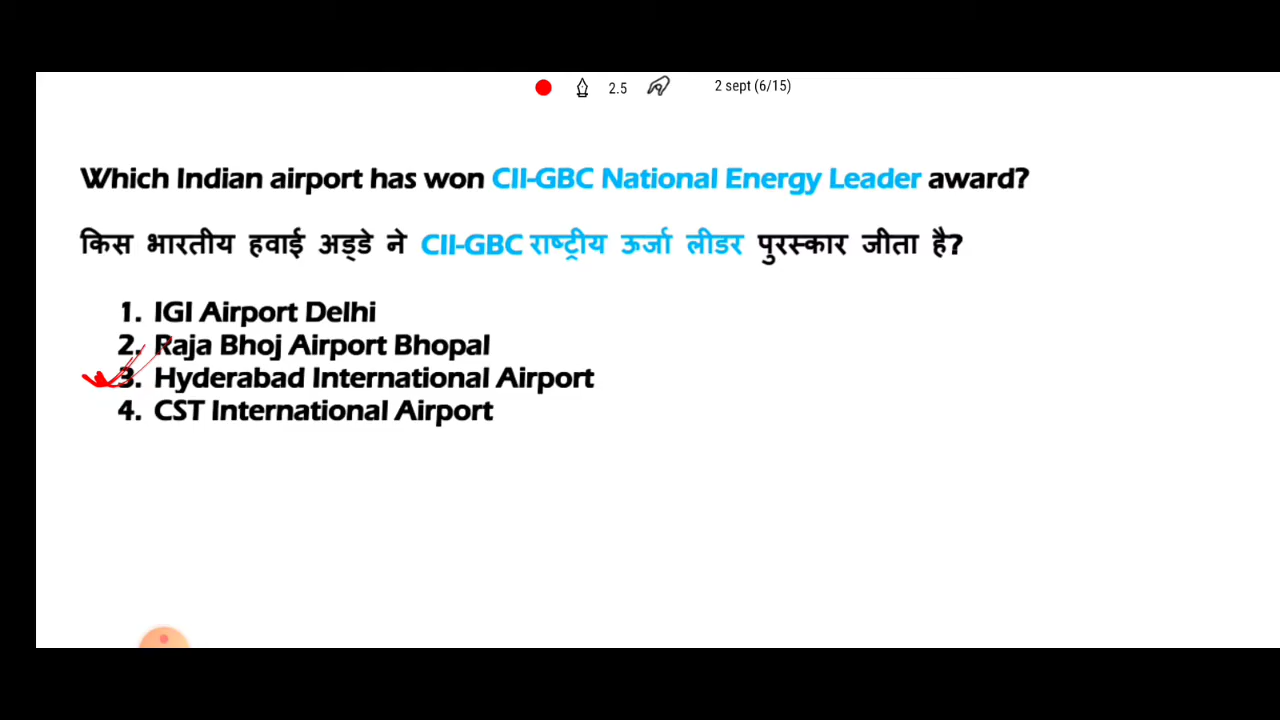 2.5 2 sept (6/15)
Which Indian airport has won CII-GBC National Energy Leader award?
किस भारतीय हवाई अड्डे ने CII-GBC राष्ट्रीय ऊर्जा लीडर पुरस्कार जीता है?
1. IGI Airport Delhi
2. Raja Bhoj Airport Bhopal
3. Hyderabad International Airport
4. CST International Airport